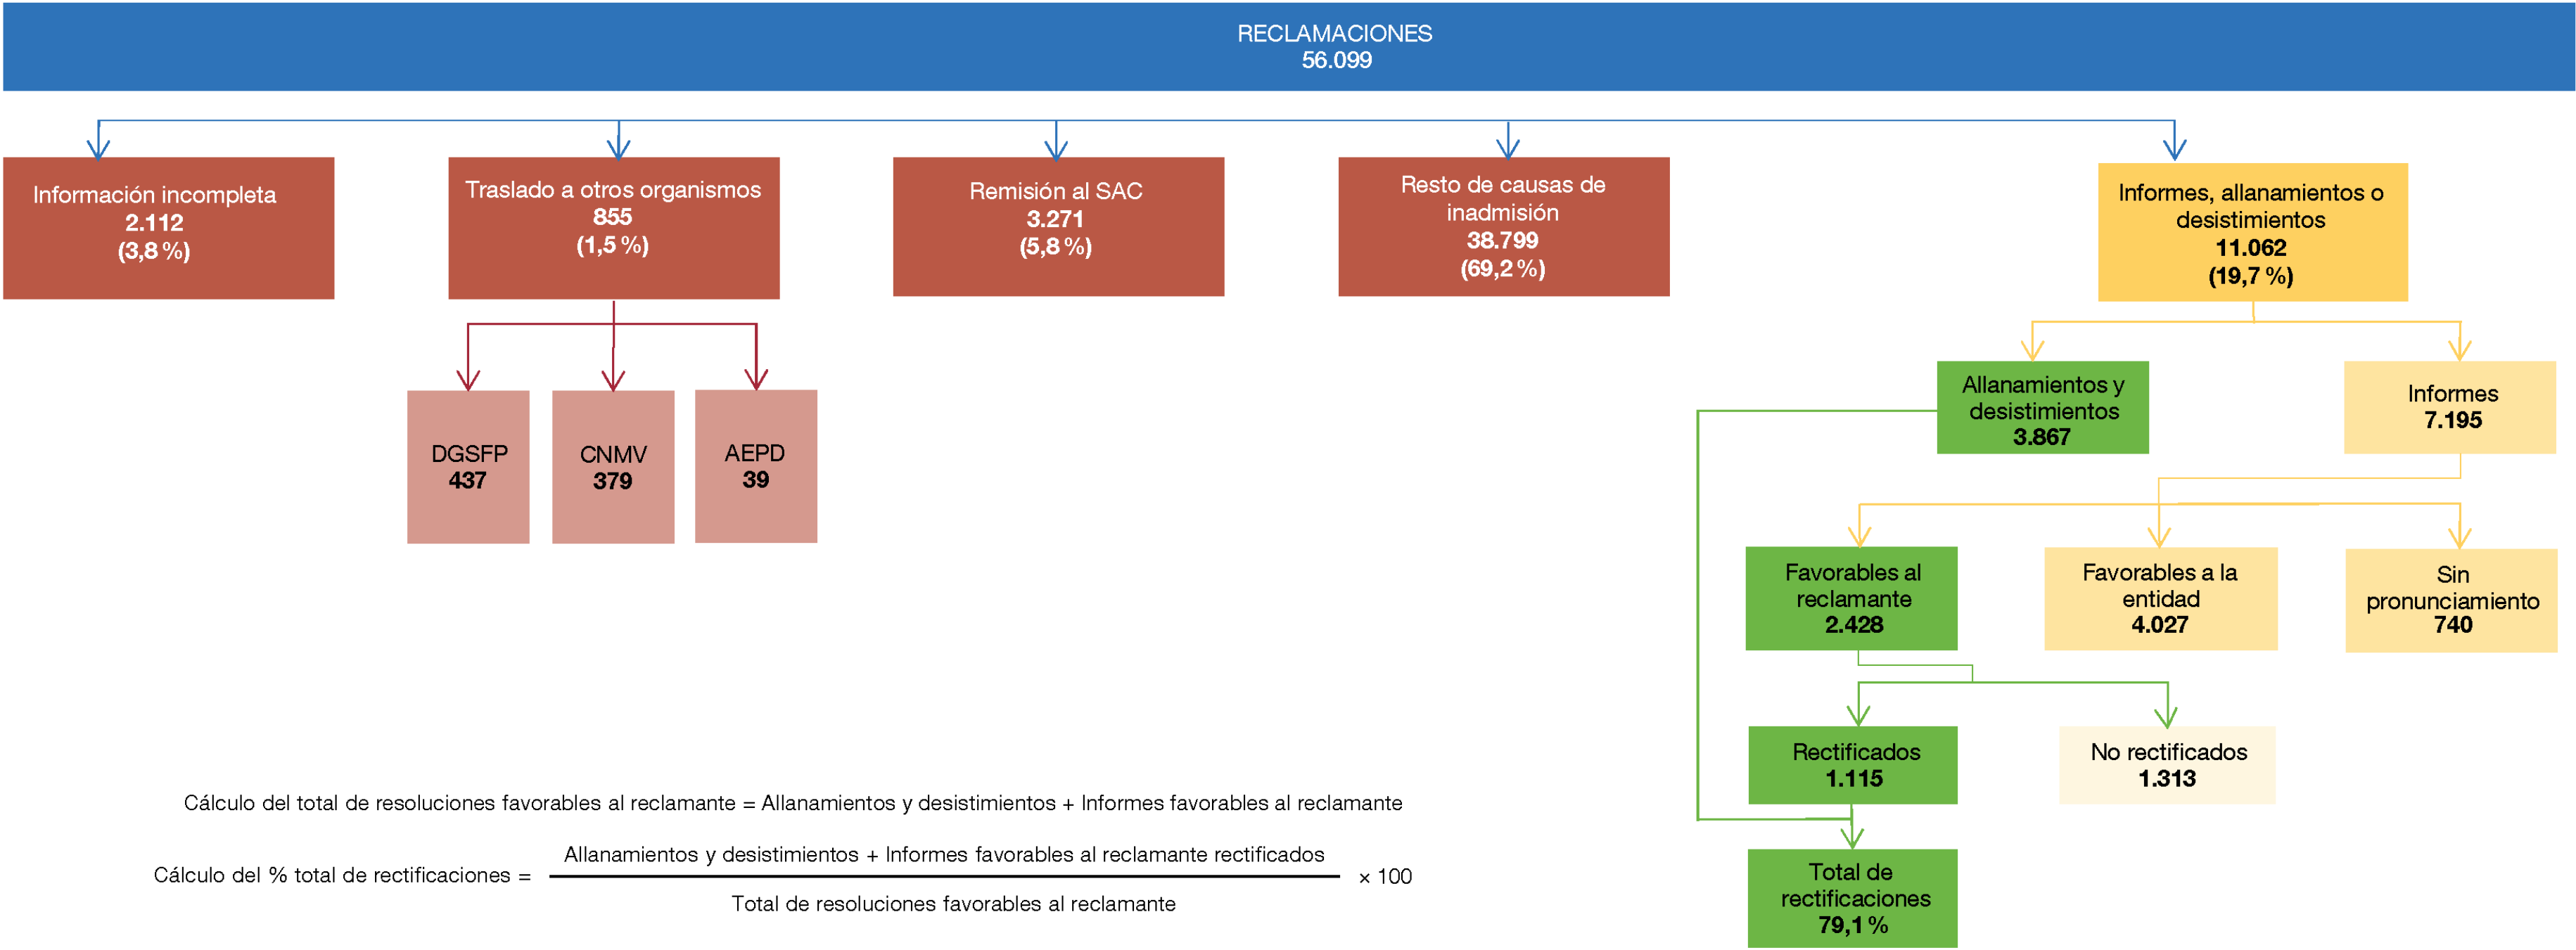 RECLAMACIONES
56.099
Información incompleta
2.112
(3,8 %)
Traslado a otros organismos
855
(1,5 %)
Remisión al SAC
3.271
(5,8 %)
Resto de causas de
inadmisión
38.799
(69,2 %)
Informes, allanamientos o
desistimientos
11.062
(19,7 %)
DGSFP
437
CNMV
379
AEPD
39
Allanamientos y
desistimientos
3.867
Informes
7.195
Favorables al
reclamante
2.428
Favorables a la
entidad
4.027
Sin
pronunciamiento
740
Rectificados
1.115
No rectificados
1.313
Total de
rectificaciones
79,1 %
Cálculo del total de resoluciones favorables al reclamante = Allanamientos y desistimientos + Informes favorables al reclamante
Allanamientos y desistimientos + Informes favorables al reclamante rectificados
Cálculo del % total de rectificaciones = × 100
Total de resoluciones favorables al reclamante